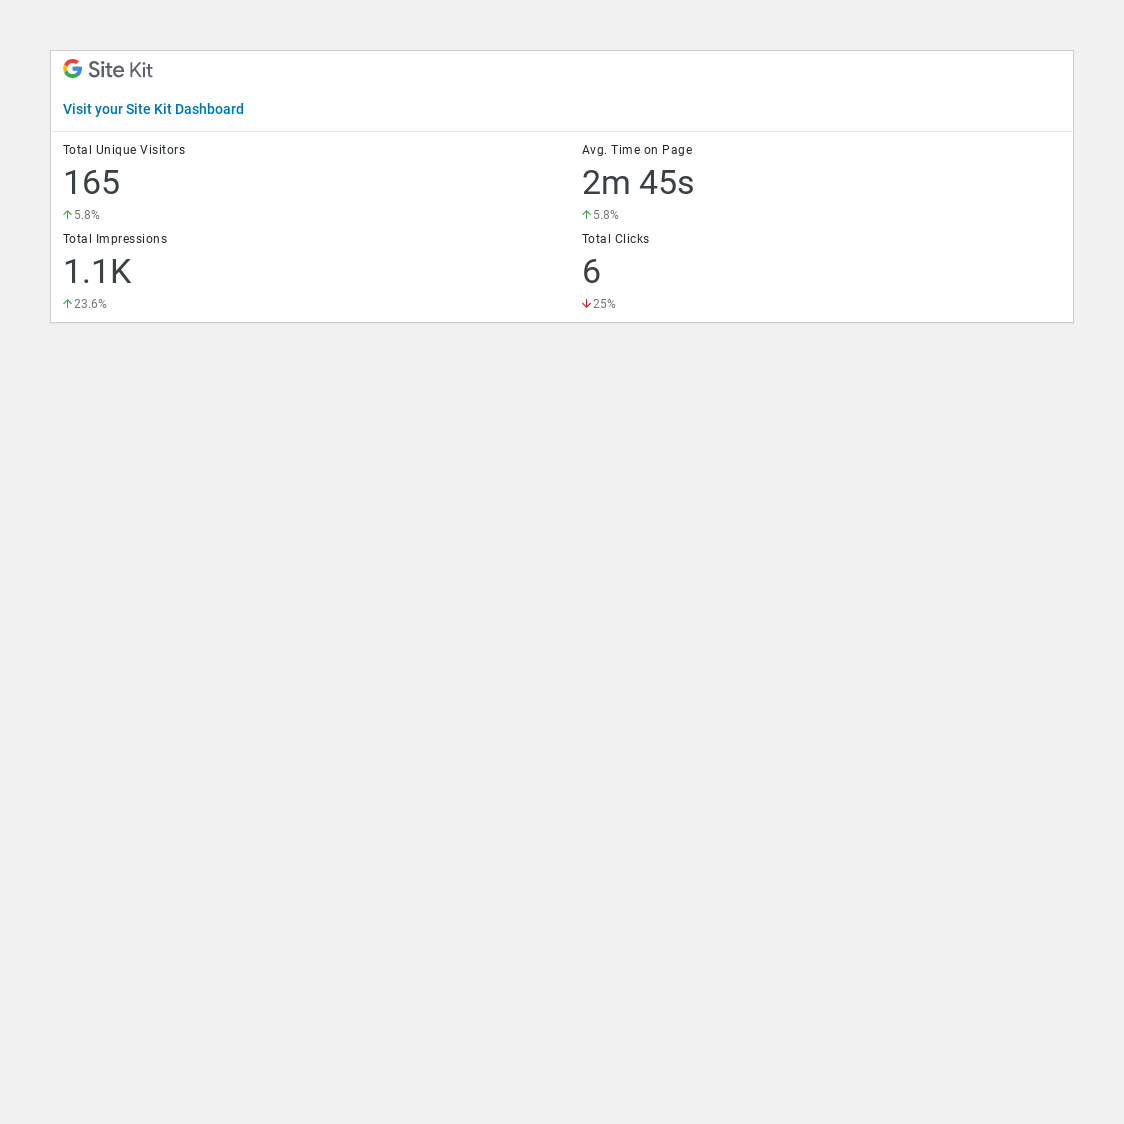 Site Kit
Visit your Site Kit Dashboard
Total Unique Visitors
165
5.8%
Avg. Time on Page
2m 45s
5.8%
Total Impressions
1.1K
23.6%
Total Clicks
6
25%